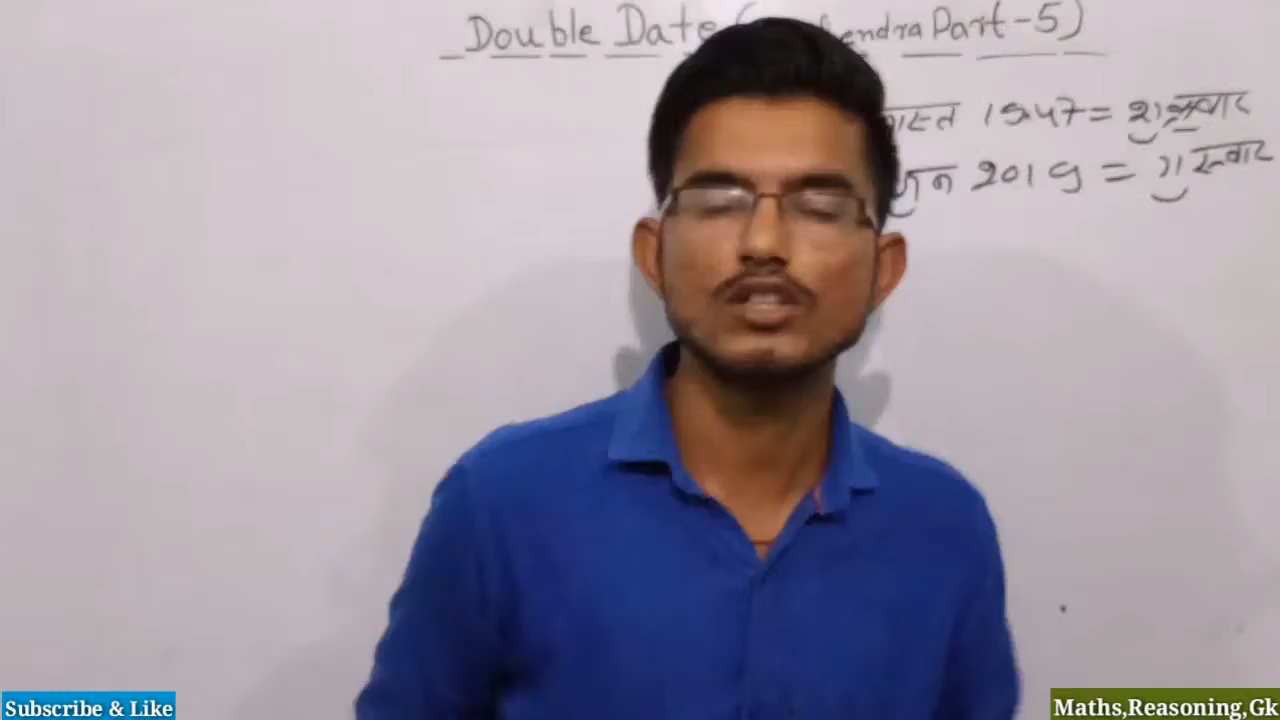 Double Date endra Part-5)
1947= शुक्रवार
जून 2019 = गुरूवार
Subscribe & Like
Maths,Reasoning,Gk